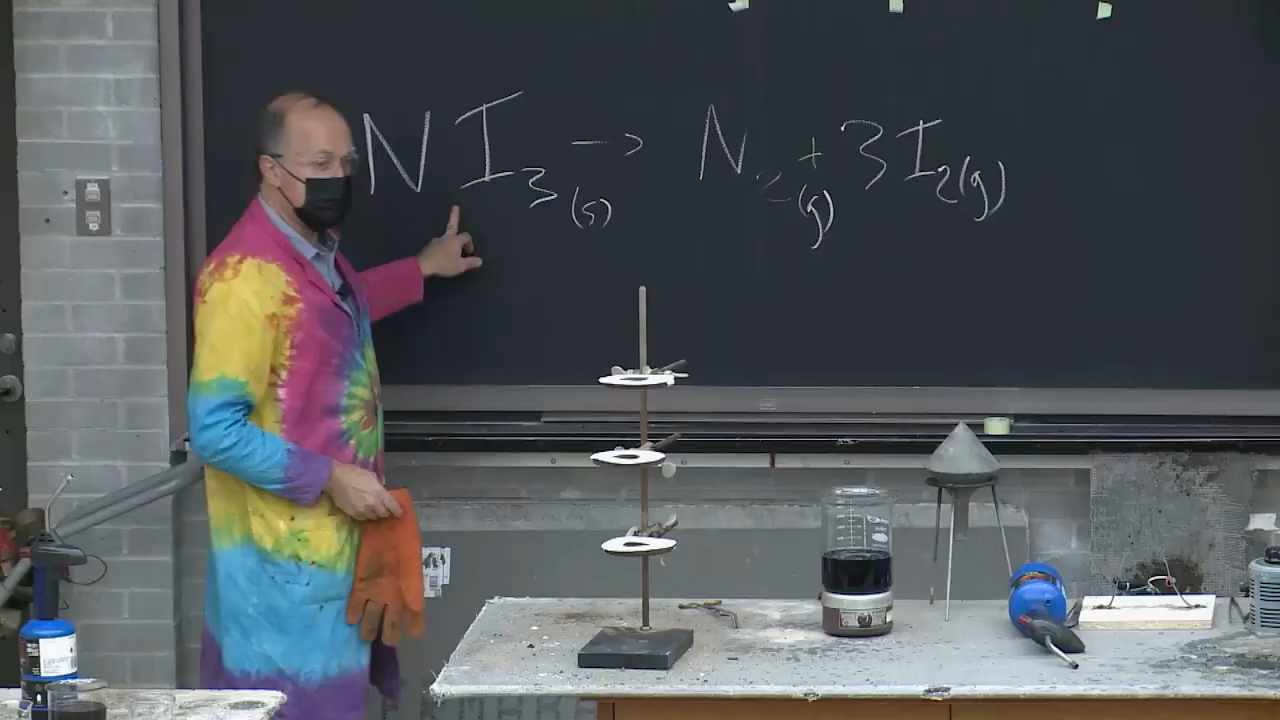 NI₃(s) → N₂(g) + 3I₂(g)